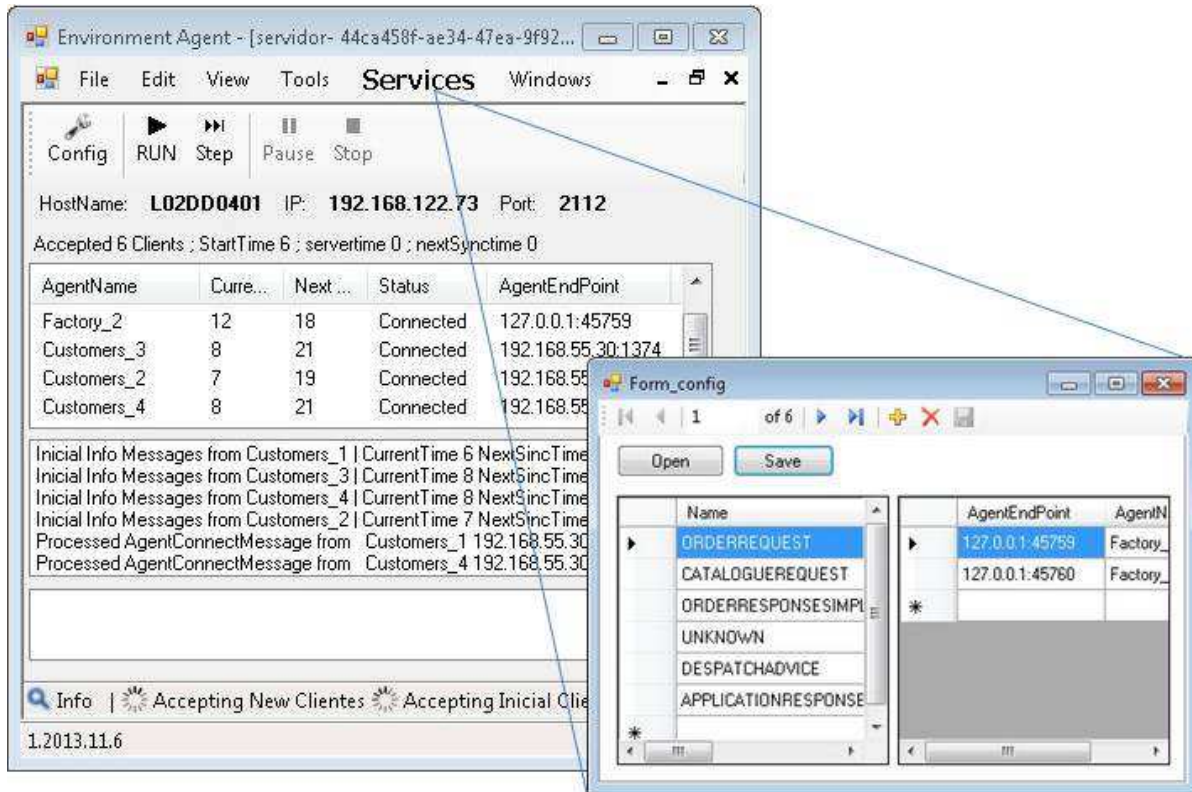 Environment Agent - [servidor- 44ca458f-ae34-47ea-9f92...
File Edit View Tools Services Windows
Config RUN Step Pause Stop
HostName: L02DD0401 IP: 192.168.122.73 Port: 2112
Accepted 6 Clients ; StartTime 6 ; servertime 0 ; nextSynctime 0
AgentName Curre... Next ... Status AgentEndPoint
Factory_2 12 18 Connected 127.0.0.1:45759
Customers_3 8 21 Connected 192.168.55.30:1374
Customers_2 7 19 Connected 192.168.55
Customers_4 8 21 Connected 192.168.55
Inicial Info Messages from Customers_1 | CurrentTime 6 NextSincTime
Inicial Info Messages from Customers_3 | CurrentTime 8 NextSincTime
Inicial Info Messages from Customers_4 | CurrentTime 8 NextSincTime
Inicial Info Messages from Customers_2 | CurrentTime 7 NextSincTime
Processed AgentConnectMessage from Customers_1 192.168.55.30
Processed AgentConnectMessage from Customers_4 192.168.55.30
Info | Accepting New Clientes Accepting Inicial Clie
1.2013.11.6
Form_config
1 of 6
Open Save
Name
ORDERREQUEST
CATALOGUEREQUEST
ORDERRESPONSESIMPL
UNKNOWN
DESPATCHADVICE
APPLICATIONRESPONSE
AgentEndPoint AgentN
127.0.0.1:45759 Factory_
127.0.0.1:45760 Factory_